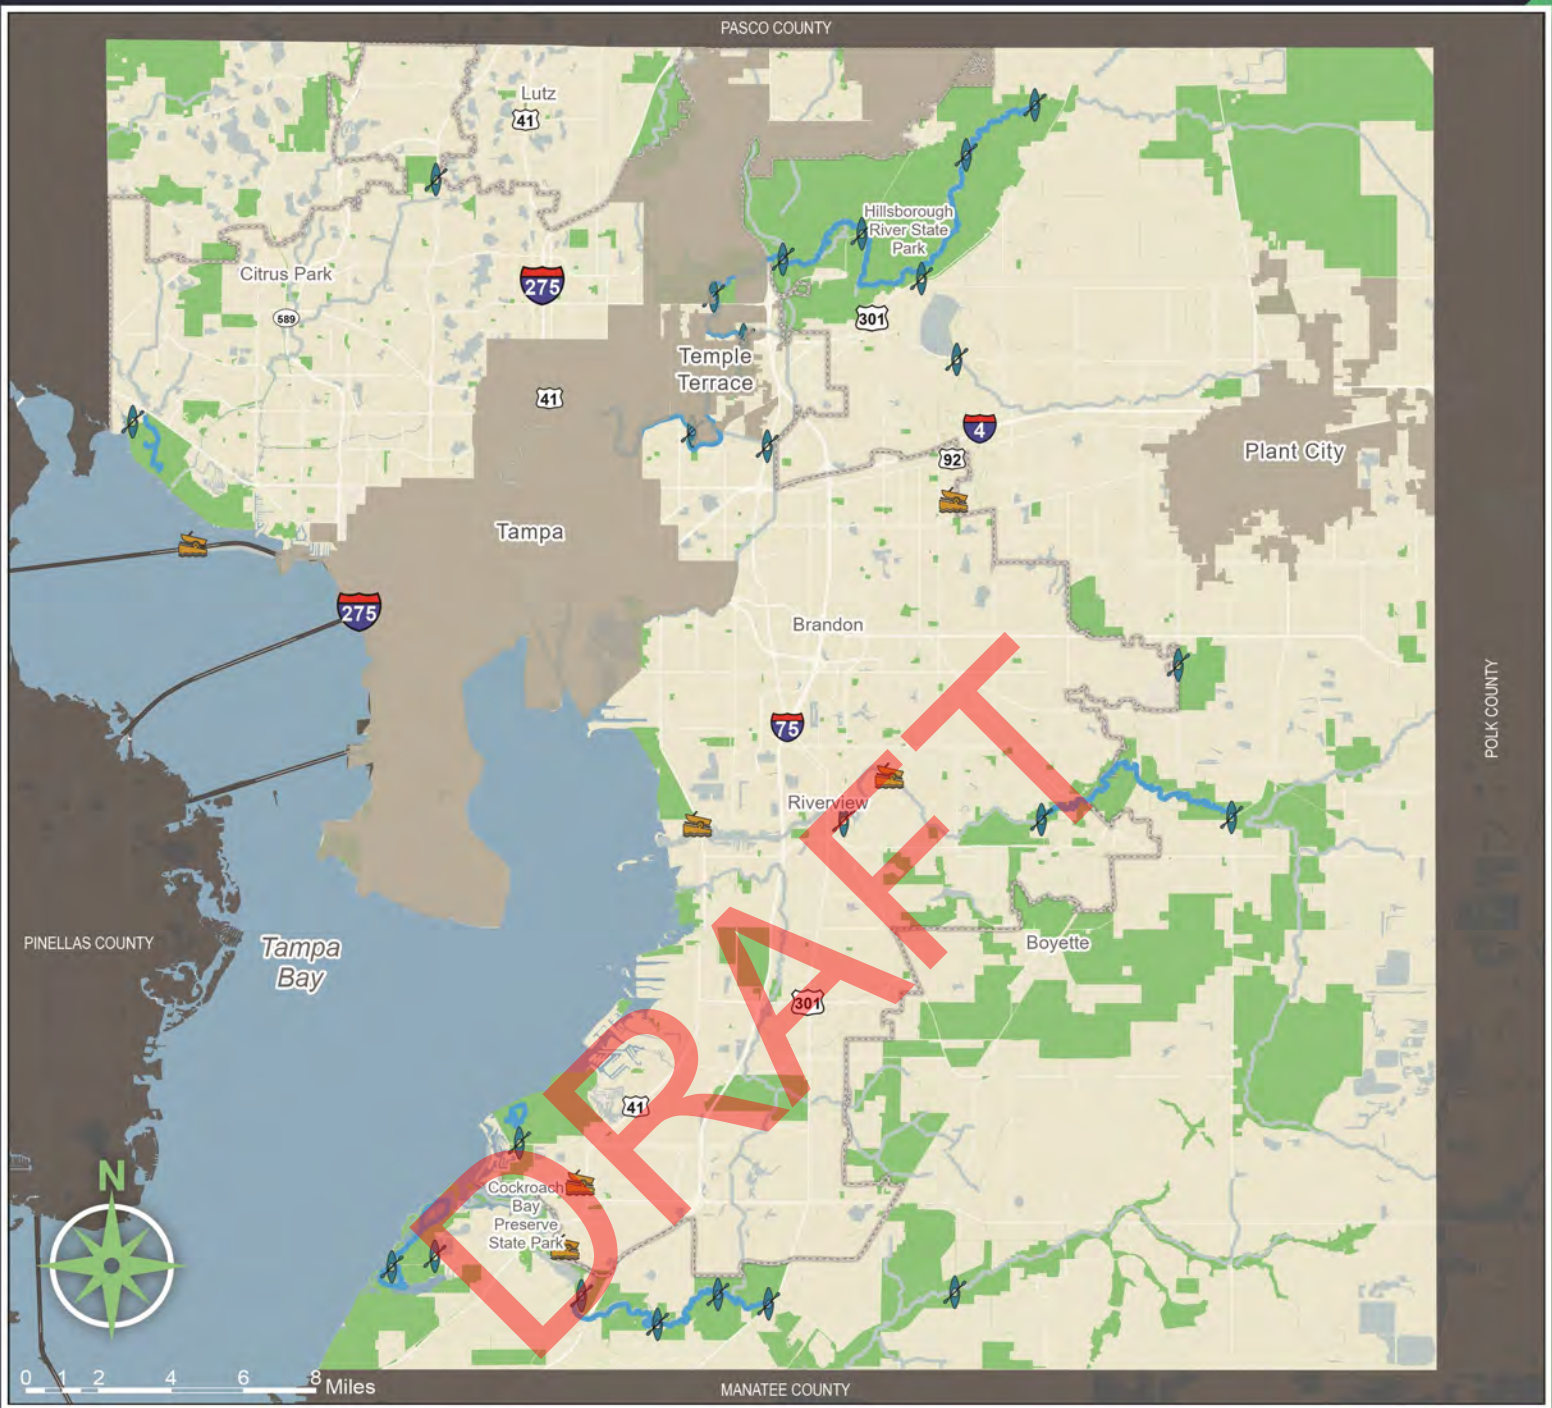 PASCO COUNTY
Lutz
41
Hillsborough
River State
Park
Citrus Park
275
589
301
Temple
Terrace
41
4
92
Plant City
Tampa
275
Brandon
POLK COUNTY
75
Riverview
PINELLAS COUNTY
Tampa
Bay
Boyette
301
41
DRAFT
N
Cockroach
Bay
Preserve
State Park
0 1 2 4 6 8 Miles
MANATEE COUNTY